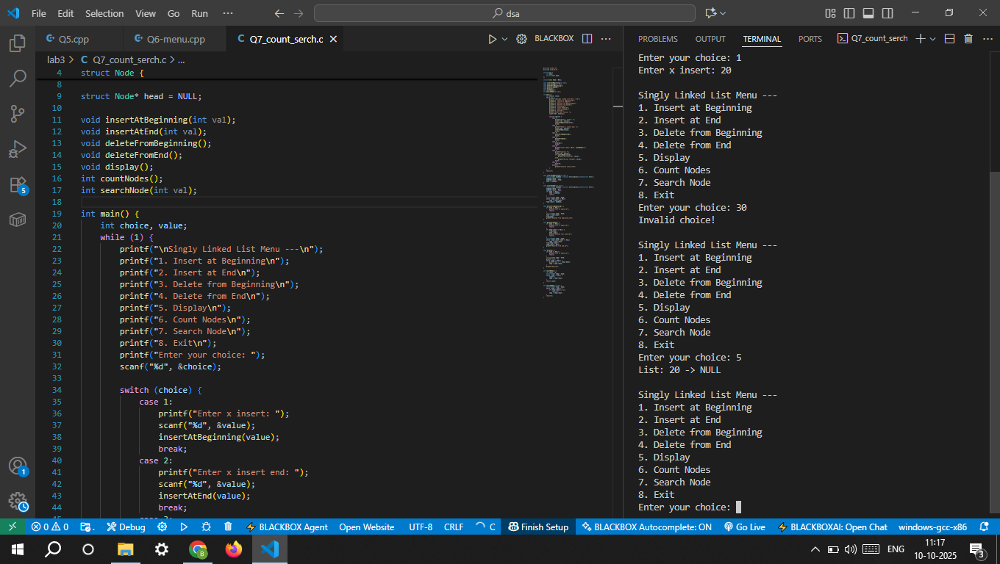 File Edit Selection View Go Run ··· dsa
Q5.cpp Q6-menu.cpp C Q7_count_serch.c BLACKBOX ···
lab3 > C Q7_count_serch.c > ...
4 struct Node {
8
9 struct Node* head = NULL;
10
11 void insertAtBeginning(int val);
12 void insertAtEnd(int val);
13 void deleteFromBeginning();
14 void deleteFromEnd();
15 void display();
16 int countNodes();
17 int searchNode(int val);
18
19 int main() {
20 int choice, value;
21 while (1) {
22 printf("\nSingly Linked List Menu ---\n");
23 printf("1. Insert at Beginning\n");
24 printf("2. Insert at End\n");
25 printf("3. Delete from Beginning\n");
26 printf("4. Delete from End\n");
27 printf("5. Display\n");
28 printf("6. Count Nodes\n");
29 printf("7. Search Node\n");
30 printf("8. Exit\n");
31 printf("Enter your choice: ");
32 scanf("%d", &choice);
33
34 switch (choice) {
35 case 1:
36 printf("Enter x insert: ");
37 scanf("%d", &value);
38 insertAtBeginning(value);
39 break;
40 case 2:
41 printf("Enter x insert end: ");
42 scanf("%d", &value);
43 insertAtEnd(value);
44 break;
PROBLEMS OUTPUT TERMINAL PORTS Q7_count_serch ···
Enter your choice: 1
Enter x insert: 20
Singly Linked List Menu ---
1. Insert at Beginning
2. Insert at End
3. Delete from Beginning
4. Delete from End
5. Display
6. Count Nodes
7. Search Node
8. Exit
Enter your choice: 30
Invalid choice!
Singly Linked List Menu ---
1. Insert at Beginning
2. Insert at End
3. Delete from Beginning
4. Delete from End
5. Display
6. Count Nodes
7. Search Node
8. Exit
Enter your choice: 5
List: 20 -> NULL
Singly Linked List Menu ---
1. Insert at Beginning
2. Insert at End
3. Delete from Beginning
4. Delete from End
5. Display
6. Count Nodes
7. Search Node
8. Exit
Enter your choice:
5
1
0 0 . Debug BLACKBOX Agent Open Website UTF-8 CRLF C Finish Setup BLACKBOX Autocomplete: ON Go Live BLACKBOXAI: Open Chat windows-gcc-x86
B ENG 11:17
10-10-2025 3